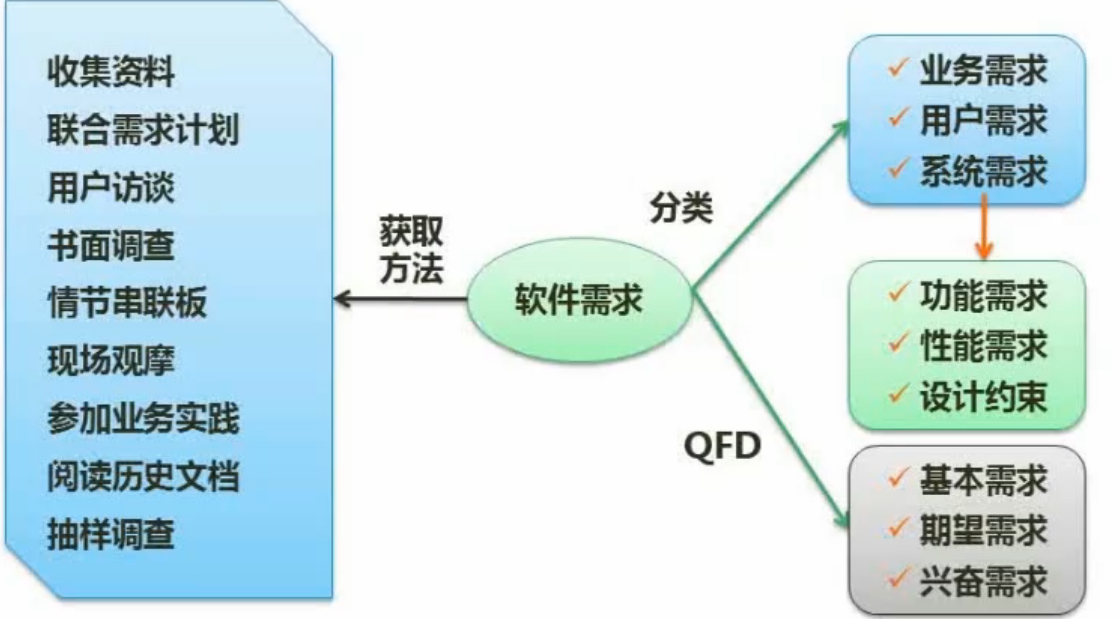 收集资料
联合需求计划
用户访谈
书面调查
情节串联板
现场观摩
参加业务实践
阅读历史文档
抽样调查
获取
方法
软件需求
分类
QFD
业务需求
用户需求
系统需求
功能需求
性能需求
设计约束
基本需求
期望需求
兴奋需求